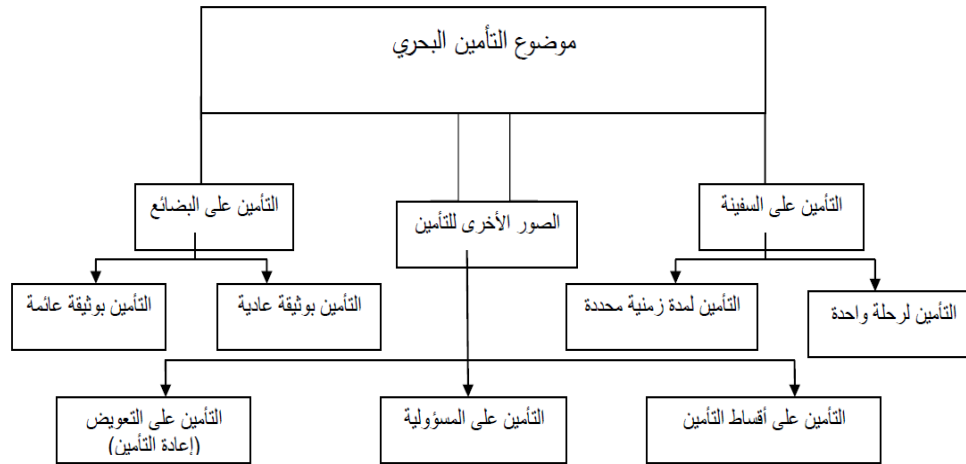 موضوع التأمين البحري
التأمين على السفينة
الصور الأخرى للتأمين
التأمين على البضائع
التأمين لرحلة واحدة
التأمين لمدة زمنية محددة
التأمين بوثيقة عادية
التأمين بوثيقة عائمة
التأمين على أقساط التأمين
التأمين على المسؤولية
التأمين على التعويض
(إعادة التأمين)